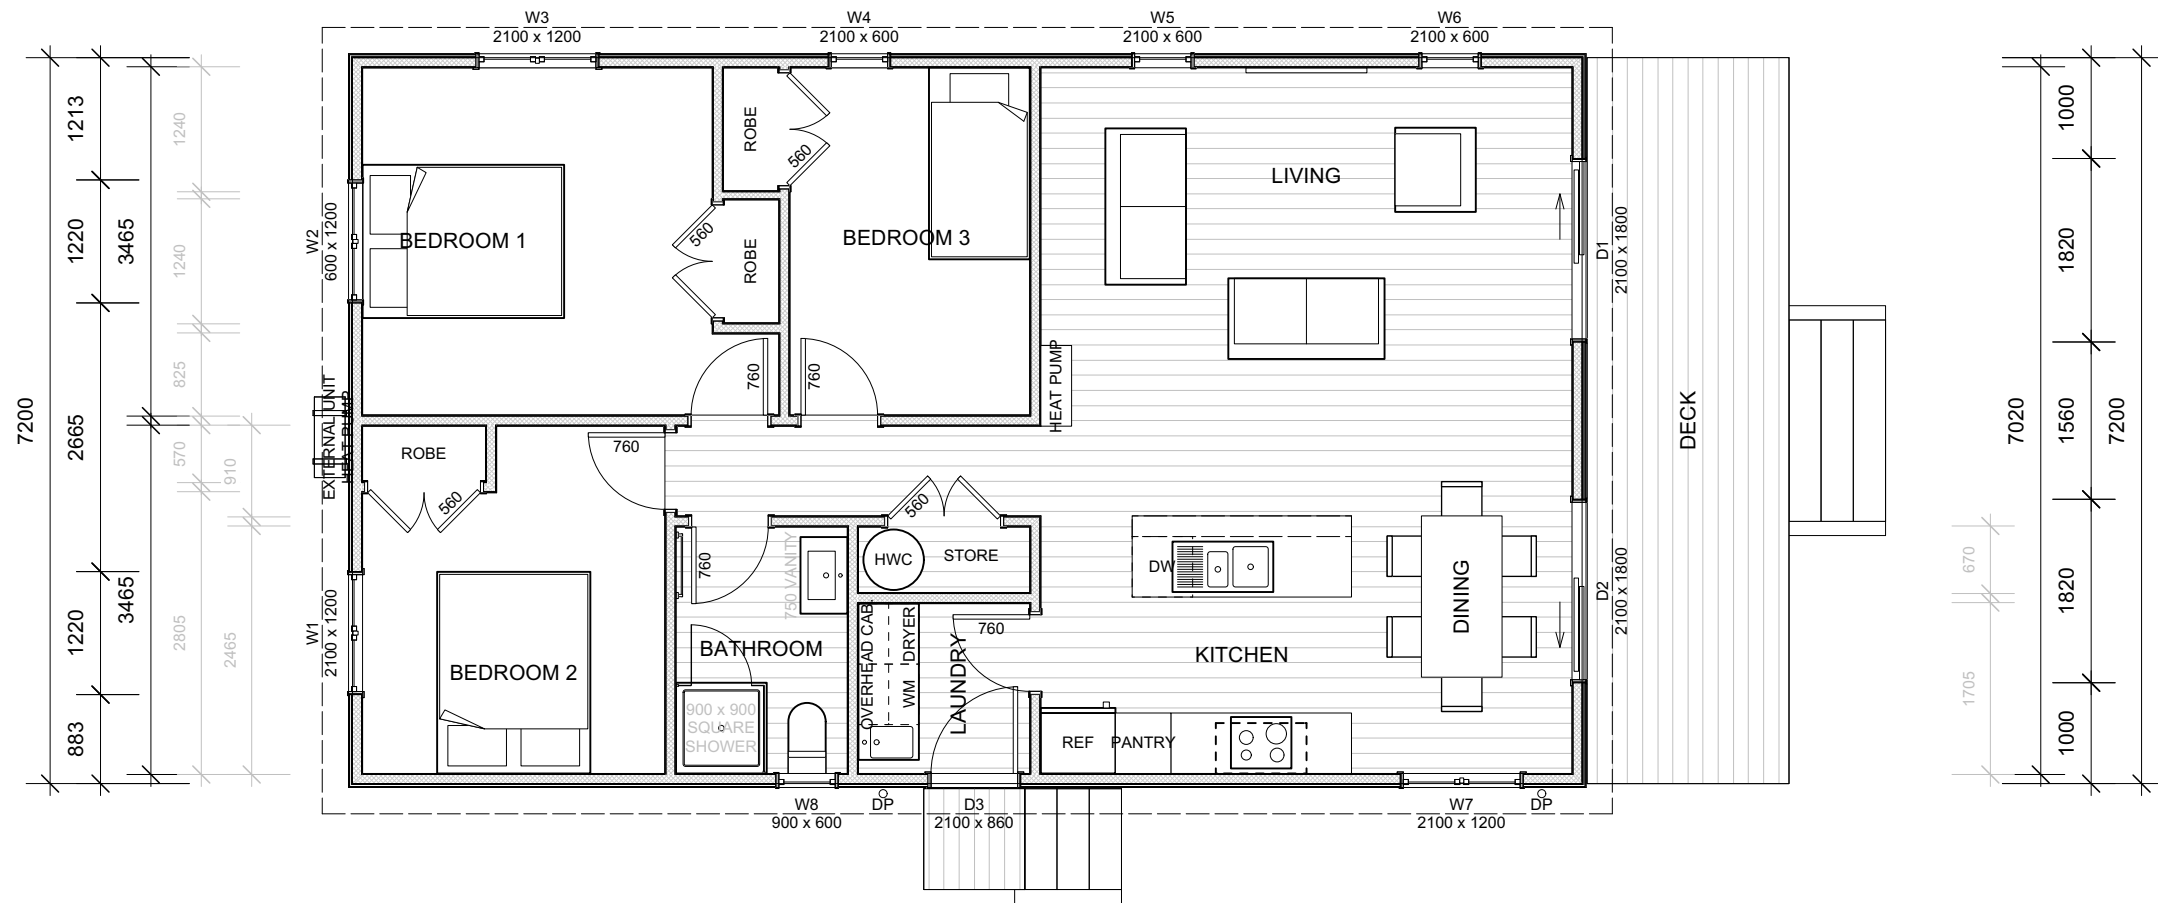 W3
2100 x 1200
W4
2100 x 600
W5
2100 x 600
W6
2100 x 600
7200
1213
1220
2665
1220
883
3465
3465
1240
1240
825
570
910
2805
2465
W2
600 x 1200
W1
2100 x 1200
EXTERNAL UNIT
HEAT PUMP
BEDROOM 1
ROBE
560
ROBE
560
BEDROOM 3
760
760
LIVING
HEAT PUMP
ROBE
560
760
BEDROOM 2
760
750 VANITY
BATHROOM
900 x 900
SQUARE
SHOWER
560
HWC
STORE
OVERHEAD CAB.
DRYER
WM
LAUNDRY
760
DW
KITCHEN
REF
PANTRY
DINING
D1
2100 x 1800
D2
2100 x 1800
DECK
W8
900 x 600
DP
D3
2100 x 860
W7
2100 x 1200
DP
670
1705
7020
1000
1820
1560
1820
1000
7200